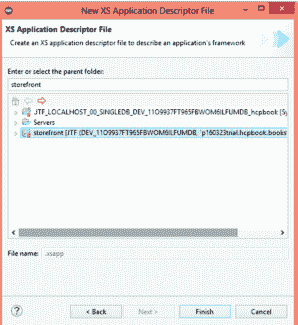 New XS Application Descriptor File
XS Application Descriptor File
Create an XS application descriptor file to describe an application's framework
Enter or select the parent folder:
storefront
JTF_LOCALHOST_00_SINGLEDB_DEV_11O9937FT965FBWOM6ILFUMDB_hcpbook (Sy
Servers
storefront [JTF (DEV_11O9937FT965FBWOM6ILFUMDB, 'p160323trial.hcpbook.books
File name: .xsapp
< Back
Next >
Finish
Cancel